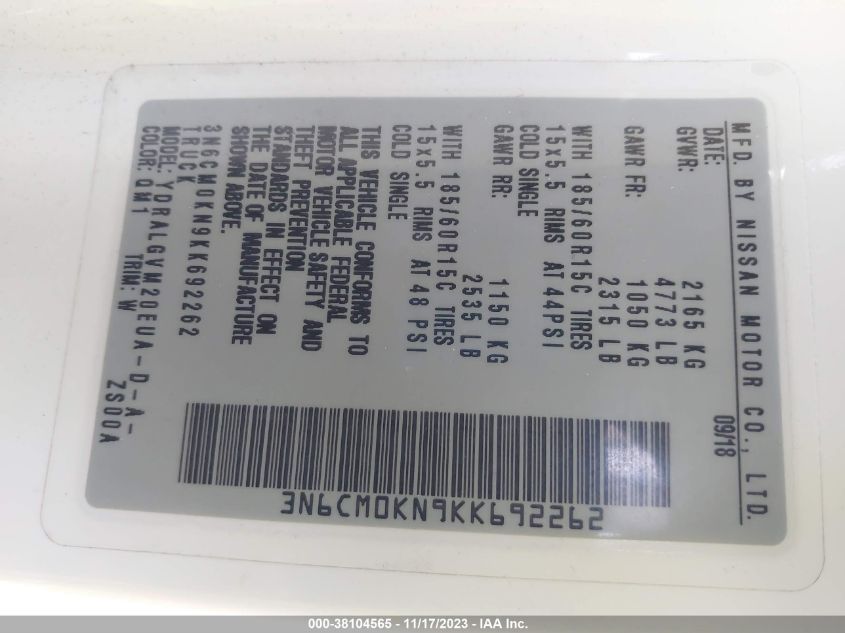 MFD. BY NISSAN MOTOR CO., LTD.
DATE: 09/18
GVWR: 2165 KG
4773 LB
GAWR FR: 1050 KG
2315 LB
WITH 185/60R15C TIRES
15x5.5 RIMS AT 44PSI
COLD SINGLE
GAWR RR: 1150 KG
2535 LB
WITH 185/60R15C TIRES
15x5.5 RIMS AT 48 PSI
COLD SINGLE
THIS VEHICLE CONFORMS TO
ALL APPLICABLE FEDERAL
MOTOR VEHICLE SAFETY AND
THEFT PREVENTION
STANDARDS IN EFFECT ON
THE DATE OF MANUFACTURE
SHOWN ABOVE.
3N6CM0KN9KK692262
TRUCK
MODEL: YDRALGVM20EUA-D-A-
COLOR: QM1 TRIM: W ZS00A
3N6CM0KN9KK692262
000-38104565 - 11/17/2023 - IAA Inc.